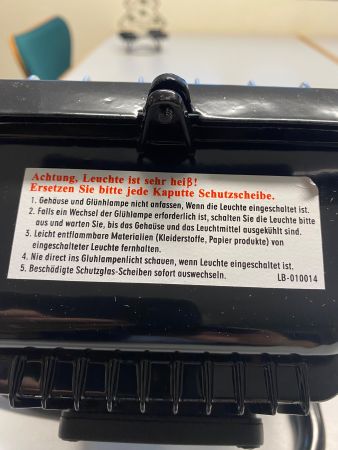 Achtung, Leuchte ist sehr heiß!
Ersetzen Sie bitte jede Kaputte Schutzscheibe.
1. Gehäuse und Glühnlampe nicht anfassen, Wenn die Leuchte eingeschaltet ist.
2. Falls ein Wechsel der Glühlampe erforderlich ist, schalten Sie die Leuchte bitte
aus und warten Sie, bis das Gehäuse and das Leuchtmittel ausgekühlt sind.
3. Leicht entflammbare Materialien (Kleiderstoffe, Papier produkte) von
eingeschalteter Leuchte fernhalten.
4. Nie direct ins Gluhlampenlicht schauen, wenn Leuchte eingeschaltet ist.
5. Beschädigte Schutzglas-Scheiben sofort auswechseln.
LB-010014